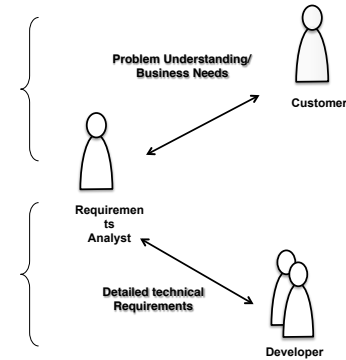 Problem Understanding/
Business Needs
Customer
Requiremen
ts
Analyst
Detailed technical
Requirements
Developer